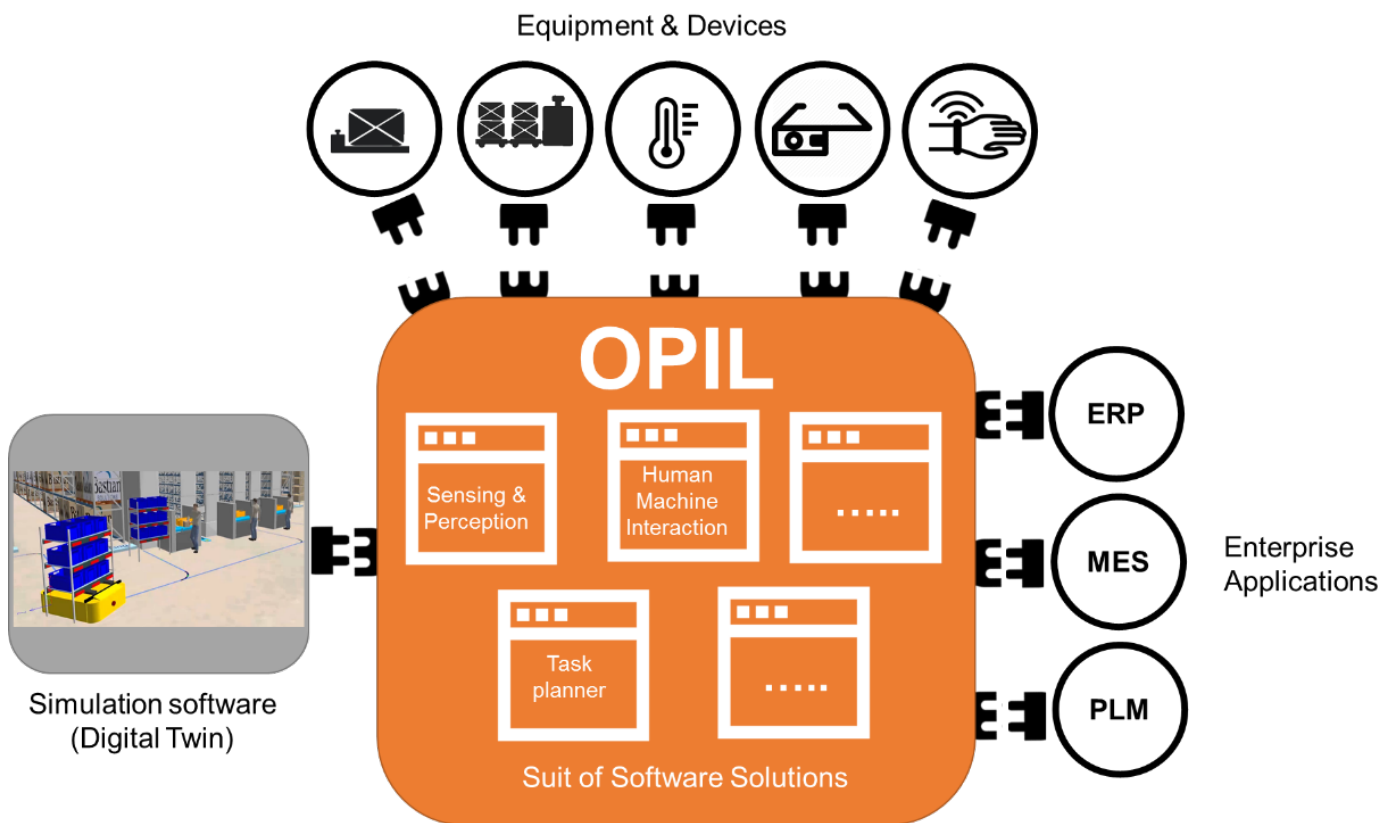 Equipment & Devices
OPIL
Sensing &
Perception
Human
Machine
Interaction
.....
Task
planner
.....
Suit of Software Solutions
Bastian
Simulation software
(Digital Twin)
ERP
MES
PLM
Enterprise
Applications